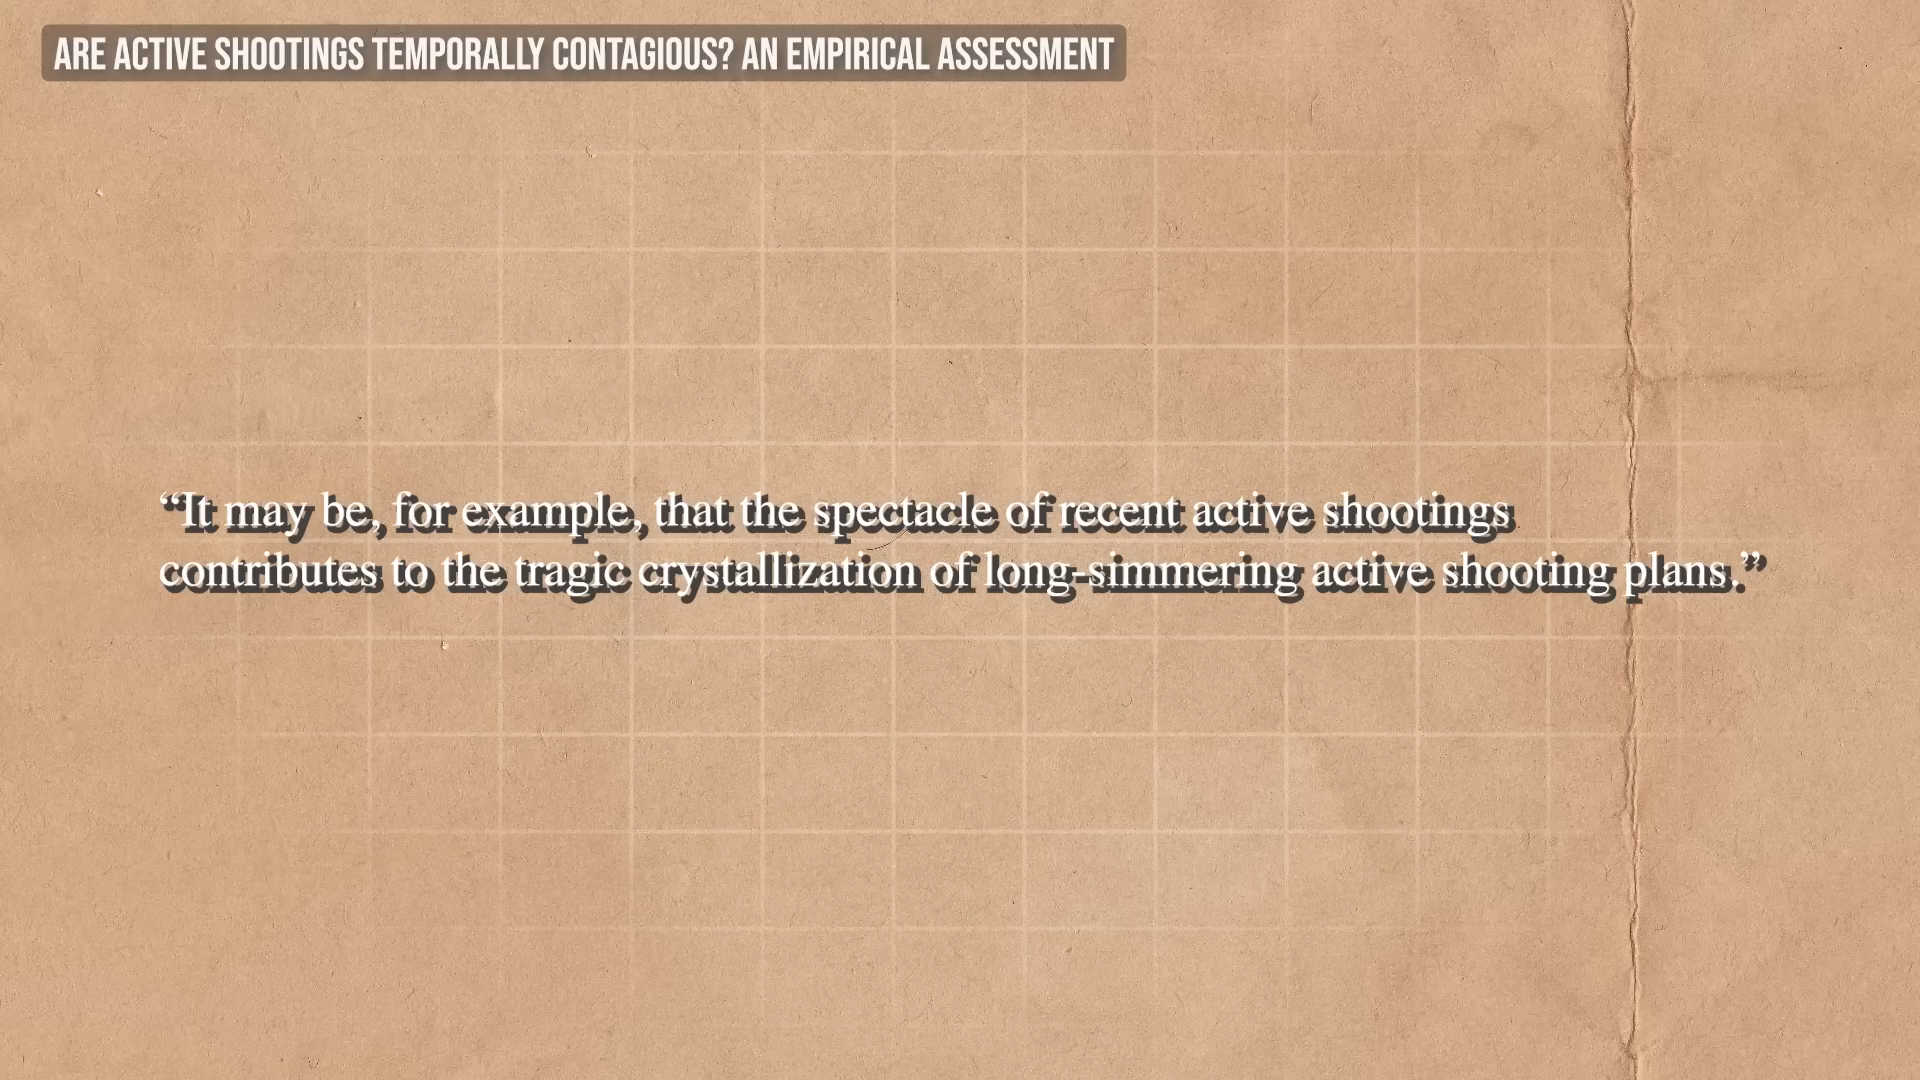 ARE ACTIVE SHOOTINGS TEMPORALLY CONTAGIOUS? AN EMPIRICAL ASSESSMENT
“It may be, for example, that the spectacle of recent active shootings
contributes to the tragic crystallization of long-simmering active shooting plans.”